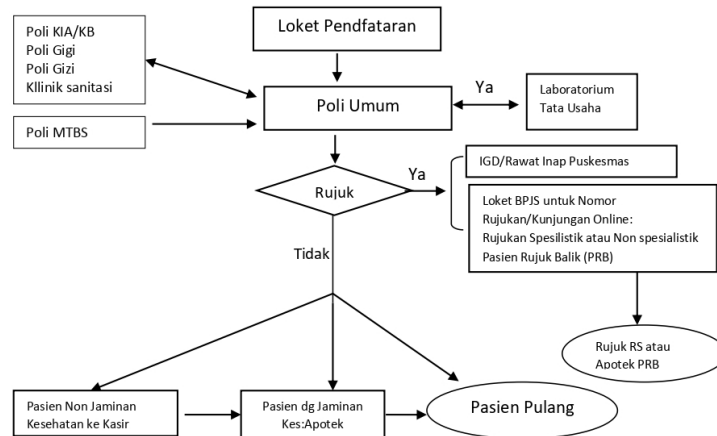 Loket Pendfataran
Poli KIA/KB
Poli Gigi
Poli Gizi
Kllinik sanitasi
Poli Umum
Ya
Laboratorium
Tata Usaha
Poli MTBS
Rujuk
Ya
IGD/Rawat Inap Puskesmas
Loket BPJS untuk Nomor
Rujukan/Kunjungan Online:
Rujukan Spesilistik atau Non spesialistik
Pasien Rujuk Balik (PRB)
Tidak
Rujuk RS atau
Apotek PRB
Pasien Non Jaminan
Kesehatan ke Kasir
Pasien dg Jaminan
Kes:Apotek
Pasien Pulang